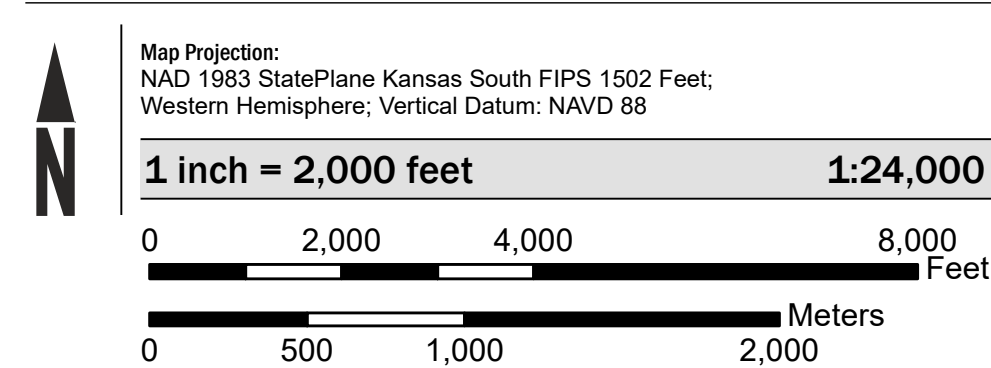 N
Map Projection:
NAD 1983 StatePlane Kansas South FIPS 1502 Feet;
Western Hemisphere; Vertical Datum: NAVD 88
1 inch = 2,000 feet 1:24,000
0 2,000 4,000 8,000
Feet
Meters
0 500 1,000 2,000